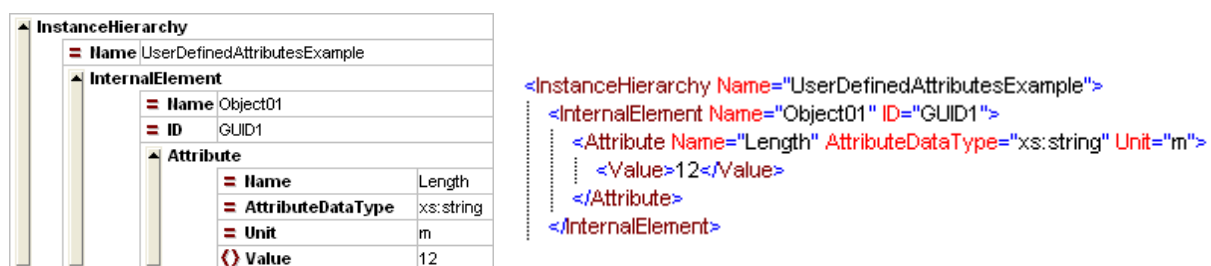 InstanceHierarchy
= Name UserDefinedAttributesExample
InternalElement
= Name Object01
= ID GUID1
Attribute
= Name Length
= AttributeDataType xs:string
= Unit m
() Value 12
<InstanceHierarchy Name="UserDefinedAttributesExample">
<InternalElement Name="Object01" ID="GUID1">
<Attribute Name="Length" AttributeDataType="xs:string" Unit="m">
<Value>12</Value>
</Attribute>
</InternalElement>